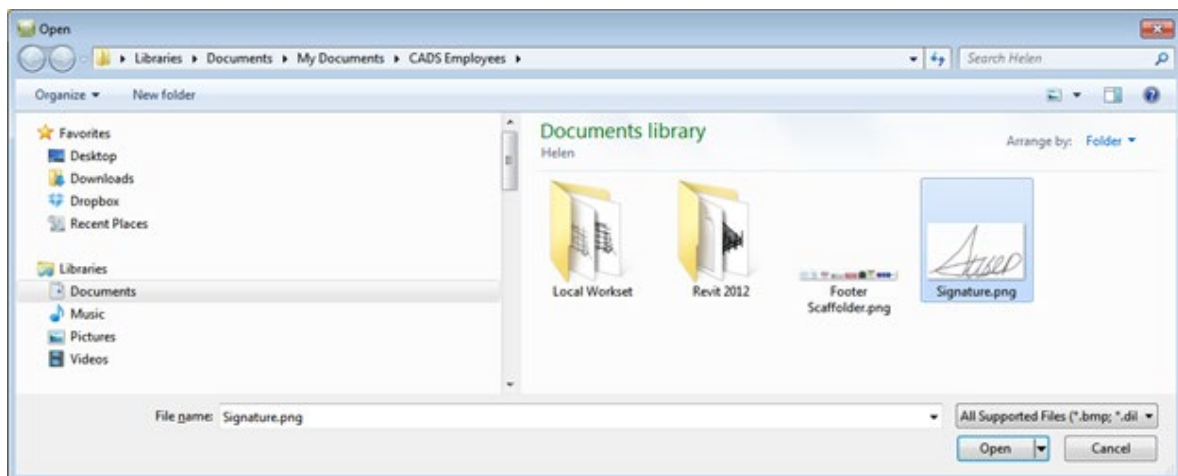 Open
Libraries ▸ Documents ▸ My Documents ▸ CADS Employees ▸
Search Helen
Organize
New folder
Favorites
Desktop
Downloads
Dropbox
Recent Places
Libraries
Documents
Music
Pictures
Videos
Documents library
Helen
Arrange by: Folder
Local Workset
Revit 2012
Footer
Scaffolder.png
Signature.png
File name: Signature.png
All Supported Files (*.bmp; *.dil
Open
Cancel